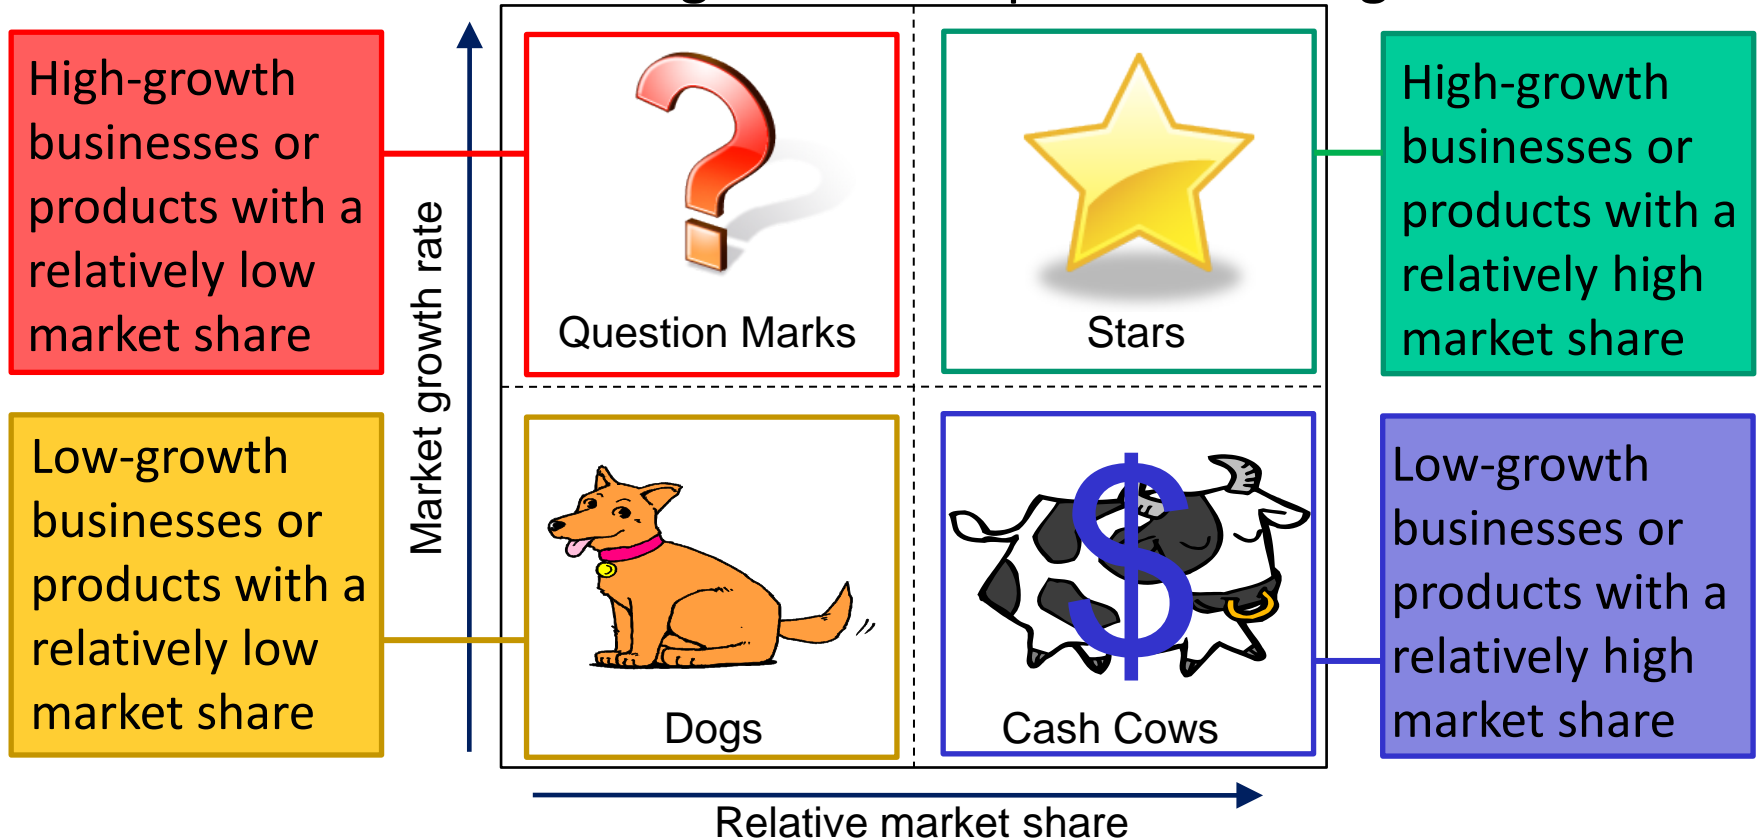 High-growth
businesses or
products with a
relatively low
market share
Market growth rate
?
Question Marks
Stars
High-growth
businesses or
products with a
relatively high
market share
Low-growth
businesses or
products with a
relatively low
market share
Dogs
$
Cash Cows
Low-growth
businesses or
products with a
relatively high
market share
Relative market share